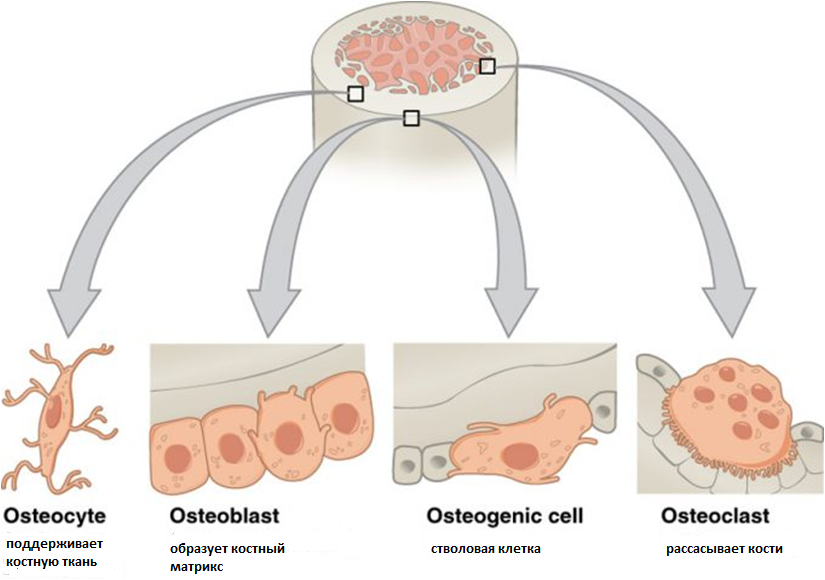 Osteocyte
поддерживает
костную ткань
Osteoblast
образует костный
матрикс
Osteogenic cell
стволовая клетка
Osteoclast
рассасывает кости